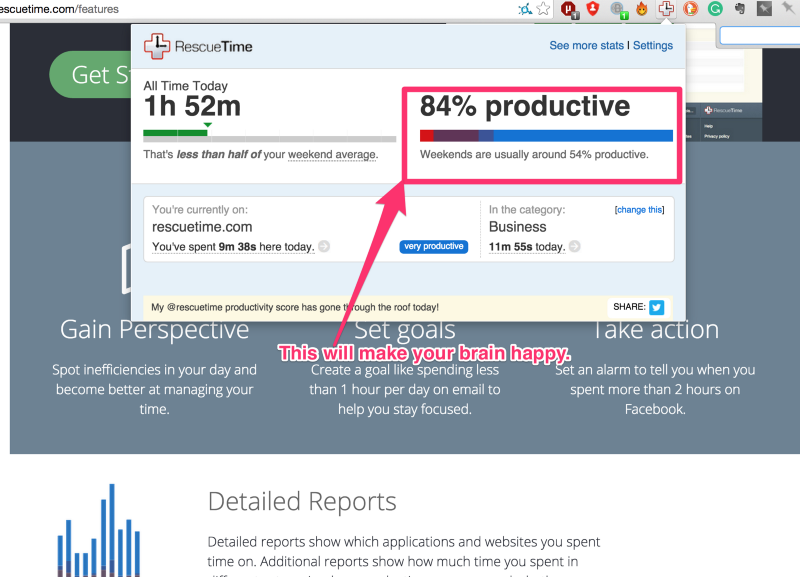 escuetime.com/features
1
1
RescueTime
See more stats | Settings
Get St
All Time Today
1h 52m
84% productive
That's less than half of your weekend average.
Weekends are usually around 54% productive.
RescueTime
Help
Privacy policy
You're currently on:
In the category:
[change this]
rescuetime.com
Business
You've spent 9m 38s here today.
very productive
11m 55s today.
My @rescuetime productivity score has gone through the roof today!
SHARE:
Gain Perspective
Set goals
Take action
This will make your brain happy.
Spot inefficiencies in your day and
become better at managing your
time.
Create a goal like spending less
than 1 hour per day on email to
help you stay focused.
Set an alarm to tell you when you
spent more than 2 hours on
Facebook.
Detailed Reports
Detailed reports show which applications and websites you spent
time on. Additional reports show how much time you spent in